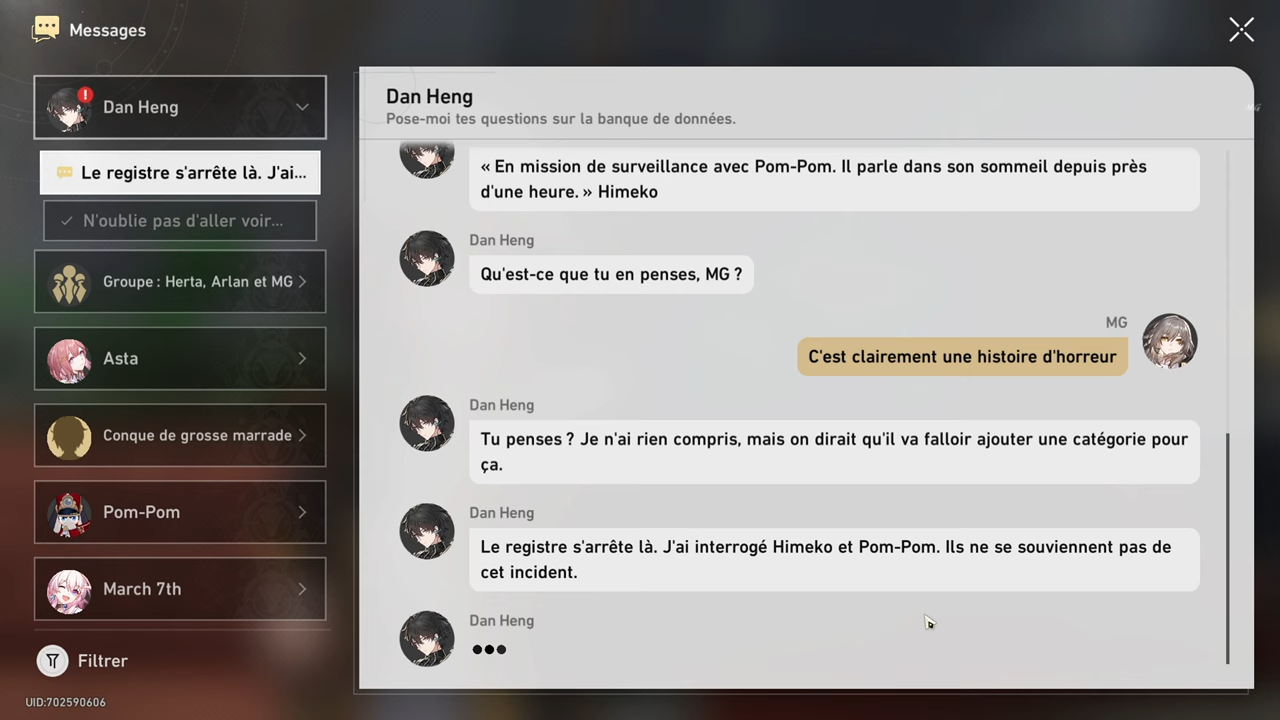 Messages
Dan Heng
Le registre s'arrête là. J'ai...
N'oublie pas d'aller voir...
Groupe : Herta, Arlan et MG
Asta
Conque de grosse marrade
Pom-Pom
March 7th
Filtrer
UID:702590606
Dan Heng
Pose-moi tes questions sur la banque de données.
« En mission de surveillance avec Pom-Pom. Il parle dans son sommeil depuis près
d'une heure. » Himeko
Dan Heng
Qu'est-ce que tu en penses, MG ?
MG
C'est clairement une histoire d'horreur
Dan Heng
Tu penses ? Je n'ai rien compris, mais on dirait qu'il va falloir ajouter une catégorie pour
ça.
Dan Heng
Le registre s'arrête là. J'ai interrogé Himeko et Pom-Pom. Ils ne se souviennent pas de
cet incident.
Dan Heng
MG